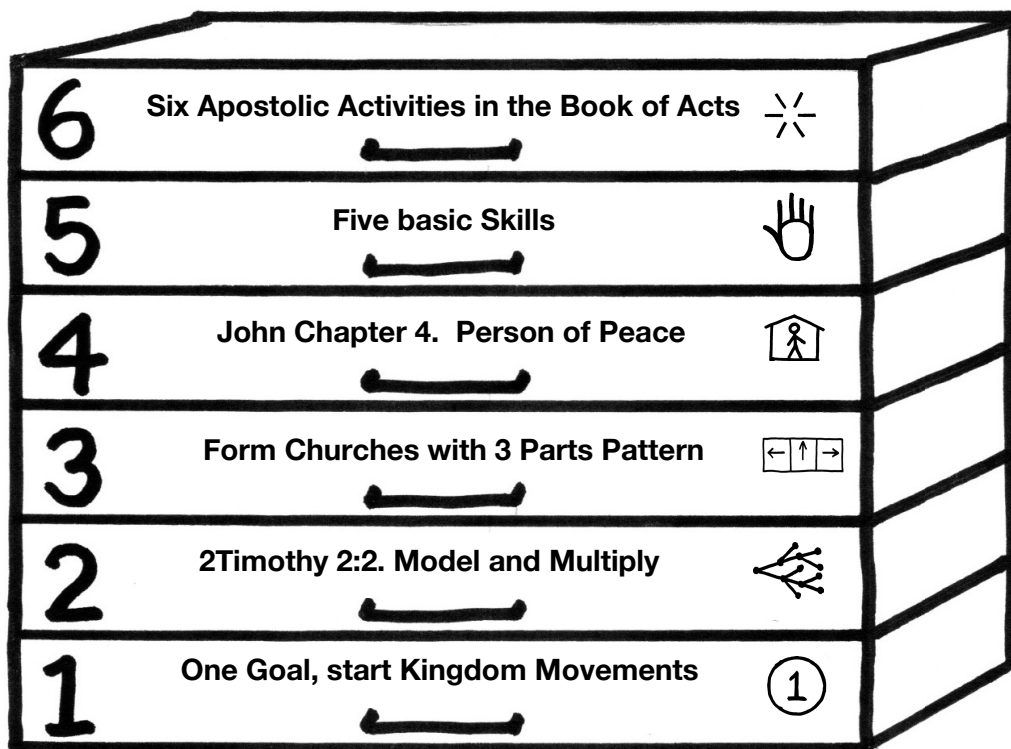 6 Six Apostolic Activities in the Book of Acts
5 Five basic Skills
4 John Chapter 4. Person of Peace
3 Form Churches with 3 Parts Pattern
2 2Timothy 2:2. Model and Multiply
1 One Goal, start Kingdom Movements 1